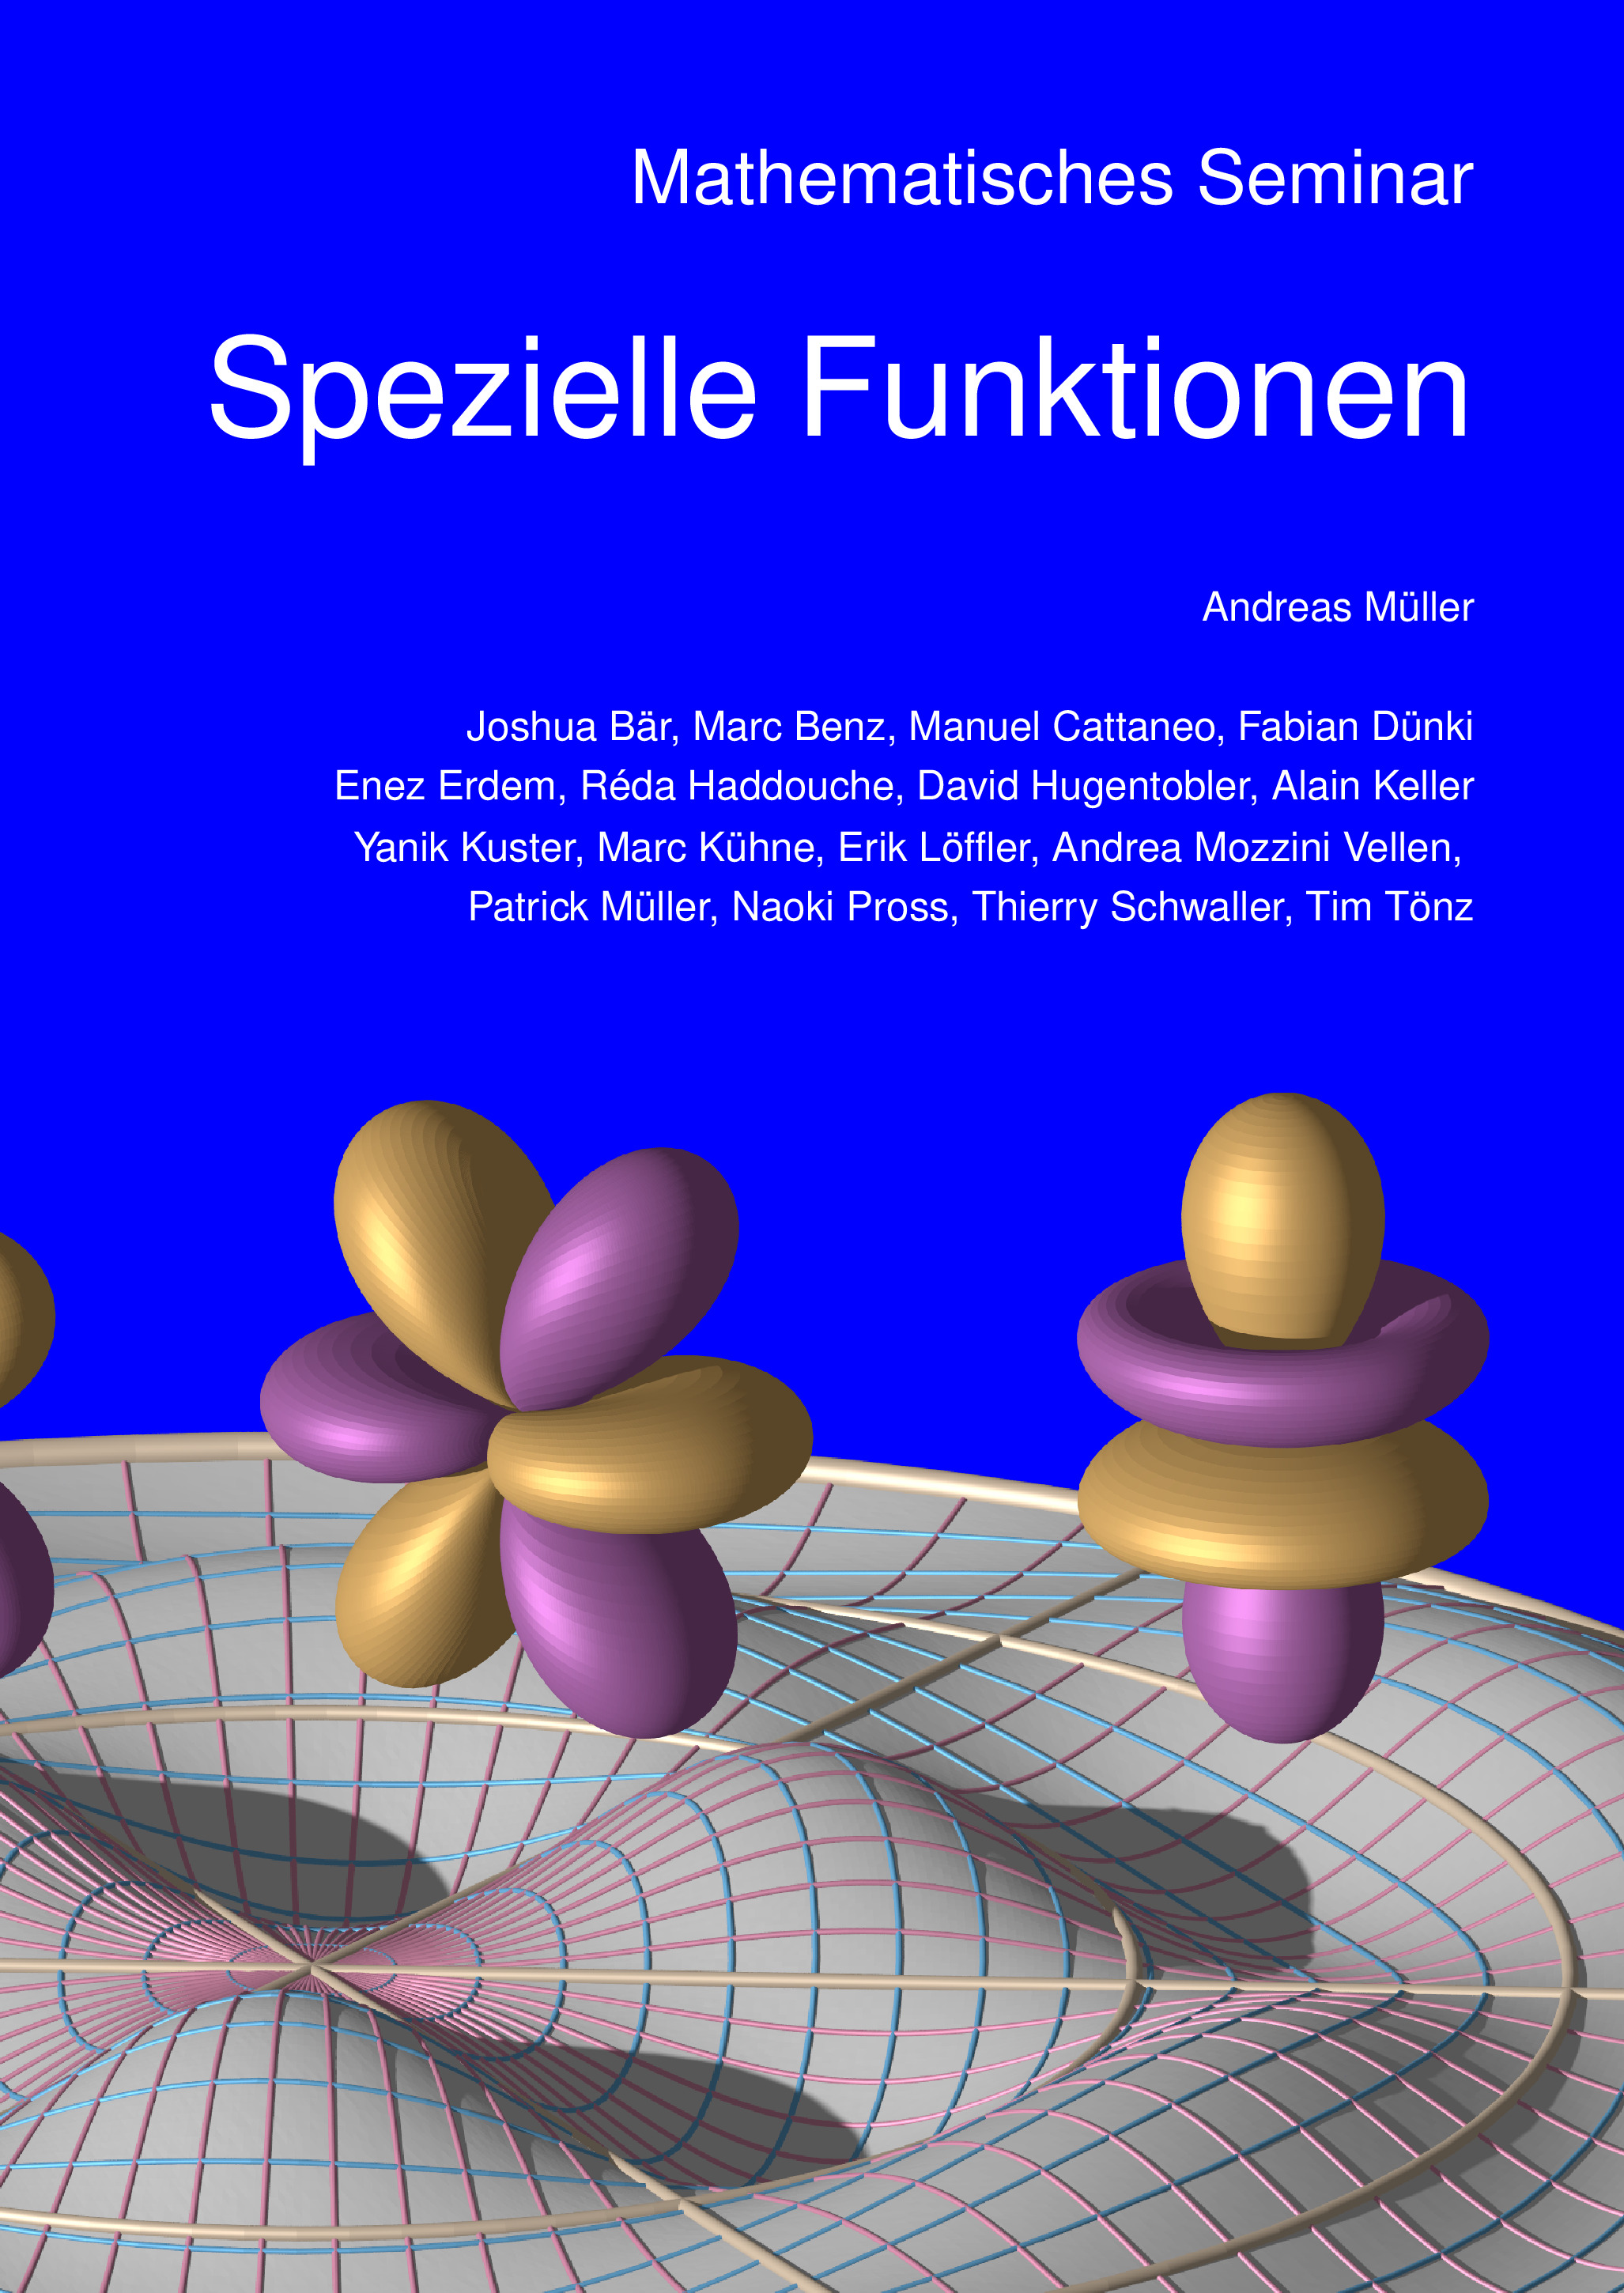 Mathematisches Seminar
Spezielle Funktionen
Andreas Müller
Joshua Bär, Marc Benz, Manuel Cattaneo, Fabian Dünki
Enez Erdem, Réda Haddouche, David Hugentobler, Alain Keller
Yanik Kuster, Marc Kühne, Erik Löffler, Andrea Mozzini Vellen,
Patrick Müller, Naoki Pross, Thierry Schwaller, Tim Tönz